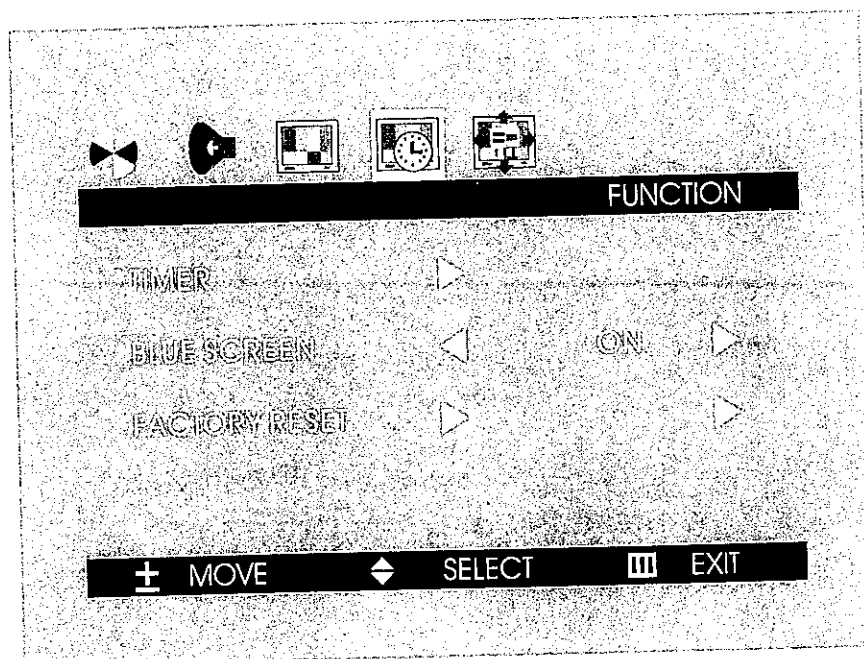 FUNCTION
TIMER
BLUE SCREEN ON
FACTORY RESET
± MOVE SELECT EXIT